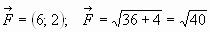 F⃗ = (6; 2); F⃗ = √36 + 4 = √40